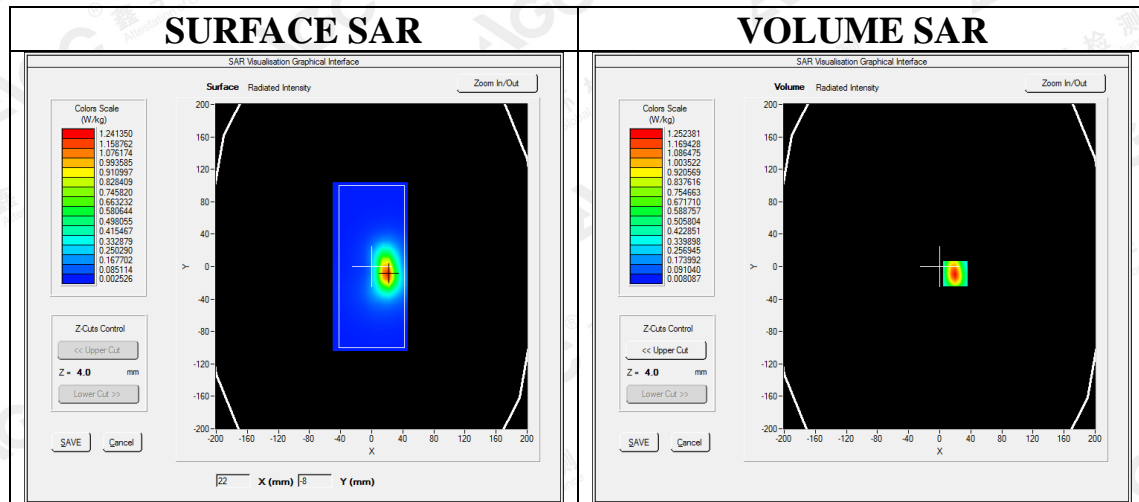 SURFACE SAR
SAR Visualisation Graphical Interface
Surface Radiated Intensity
Zoom In/Out
Colors Scale
(W/kg)
1.241350
1.158762
1.076174
0.993585
0.910997
0.828409
0.745820
0.663232
0.580644
0.498055
0.415467
0.332879
0.250290
0.167702
0.085114
0.002526
Z-Cuts Control
<< Upper Cut
Z = 4.0 mm
Lower Cut >>
SAVE Cancel
200
160
120
80
40
0
-40
-80
-120
-160
-200
Y
-200 -160 -120 -80 -40 0 40 80 120 160 200
X
22 X (mm) -8 Y (mm)
VOLUME SAR
SAR Visualisation Graphical Interface
Volume Radiated Intensity
Zoom In/Out
Colors Scale
(W/kg)
1.252381
1.169428
1.086475
1.003522
0.920569
0.837616
0.754663
0.671710
0.588757
0.505804
0.422851
0.339898
0.256945
0.173992
0.091040
0.008087
Z-Cuts Control
<< Upper Cut
Z = 4.0 mm
Lower Cut >>
SAVE Cancel
200
160
120
80
40
0
-40
-80
-120
-160
-200
Y
-200 -160 -120 -80 -40 0 40 80 120 160 200
X